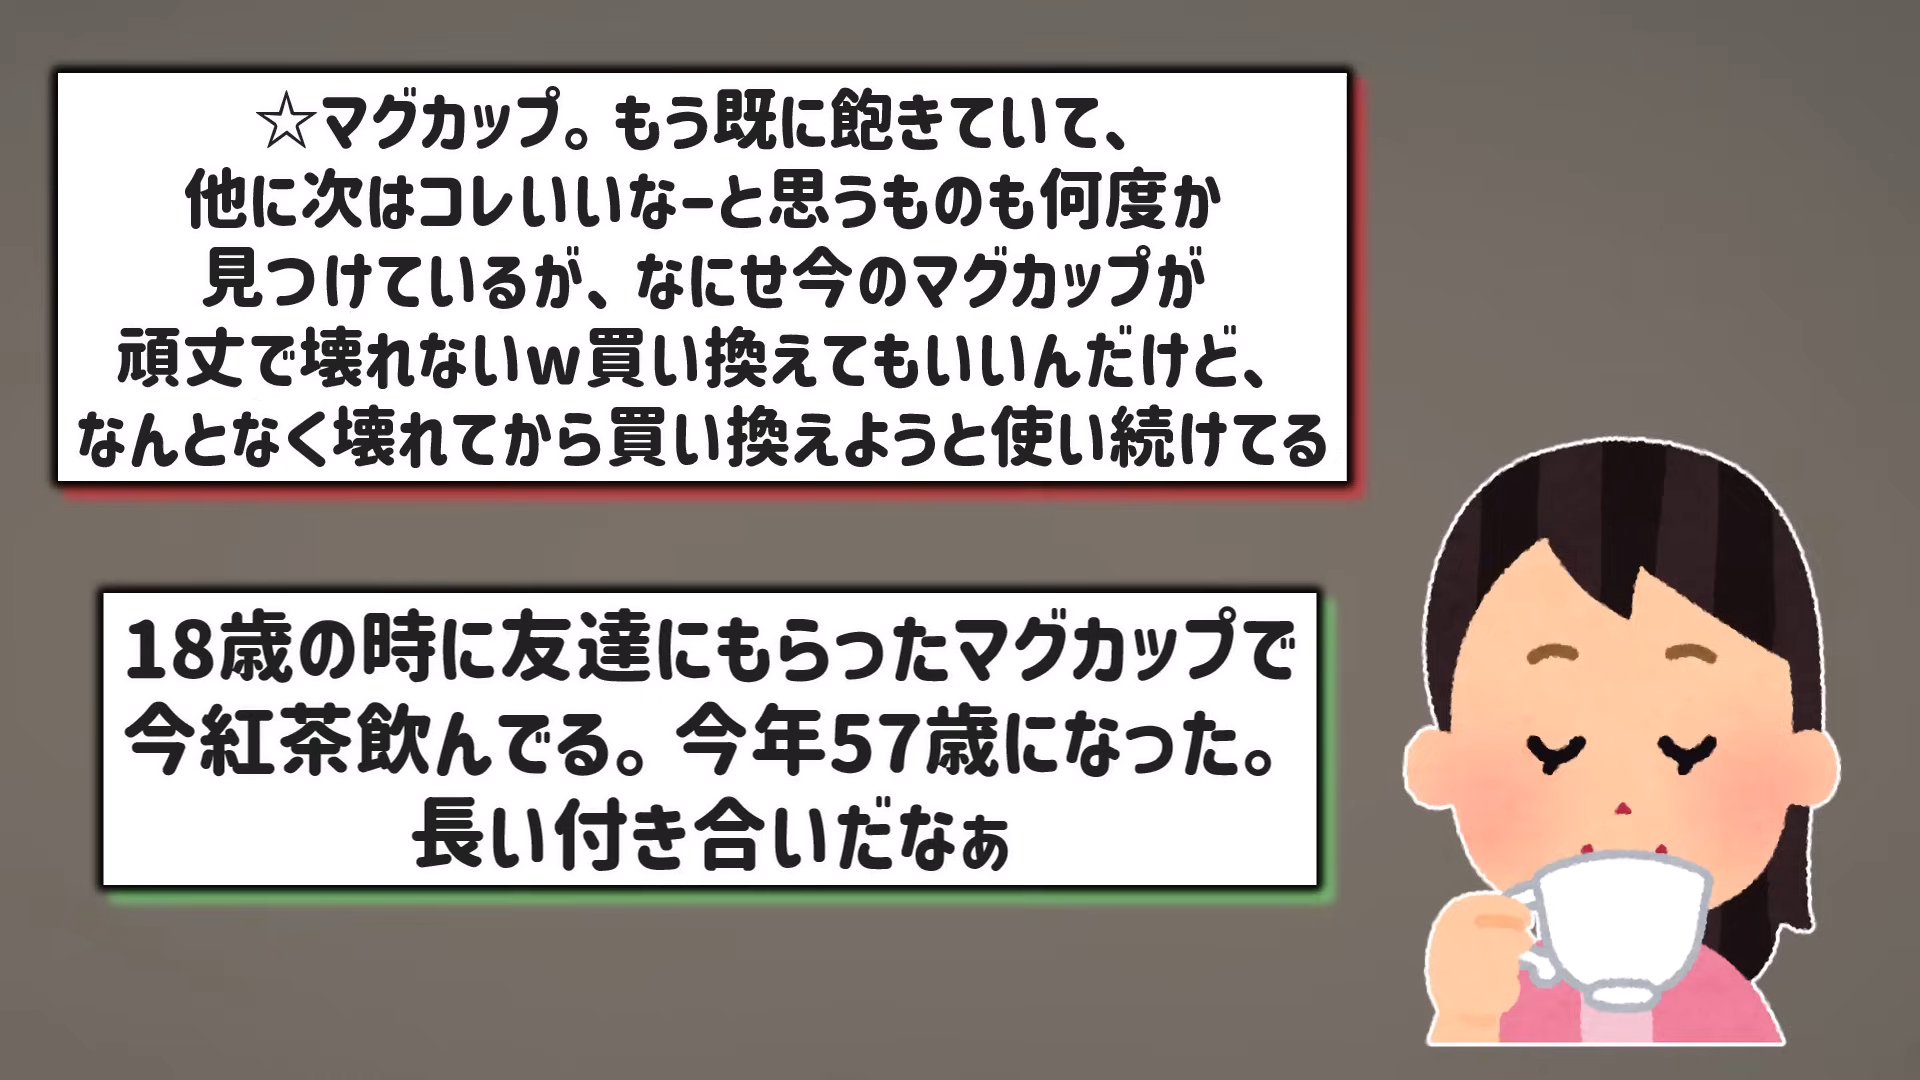 ☆マグカップ。もう既に飽きていて、
他に次はコレいいなーと思うものも何度か
見つけているが、なにせ今のマグカップが
頑丈で壊れないｗ買い換えてもいいんだけど、
なんとなく壊れてから買い換えようと使い続けてる
18歳の時に友達にもらったマグカップで
今紅茶飲んでる。今年57歳になった。
長い付き合いだなぁ